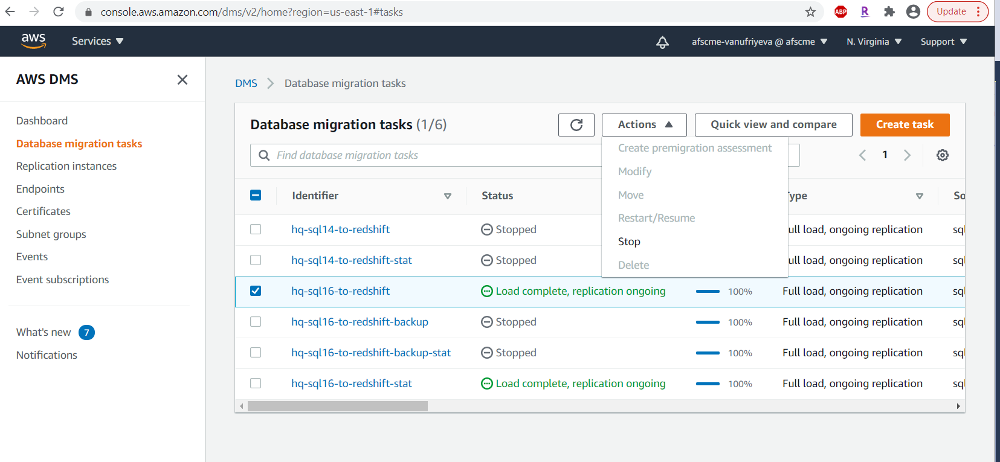 console.aws.amazon.com/dms/v2/home?region=us-east-1#tasks
ABP
R
Update
aws
Services
afscme-vanufriyeva @ afscme
N. Virginia
Support
AWS DMS
Dashboard
Database migration tasks
Replication instances
Endpoints
Certificates
Subnet groups
Events
Event subscriptions
What's new 7
Notifications
DMS
Database migration tasks
Database migration tasks (1/6)
Actions
Quick view and compare
Create task
Find database migration tasks
1
Create premigration assessment
Modify
Move
Restart/Resume
Stop
Delete
Identifier Status Type So
hq-sql14-to-redshift Stopped ull load, ongoing replication sql
hq-sql14-to-redshift-stat Stopped ull load, ongoing replication sql
hq-sql16-to-redshift Load complete, replication ongoing 100% Full load, ongoing replication sql
hq-sql16-to-redshift-backup Stopped 100% Full load, ongoing replication sql
hq-sql16-to-redshift-backup-stat Stopped 100% Full load, ongoing replication sql
hq-sql16-to-redshift-stat Load complete, replication ongoing 100% Full load, ongoing replication sql